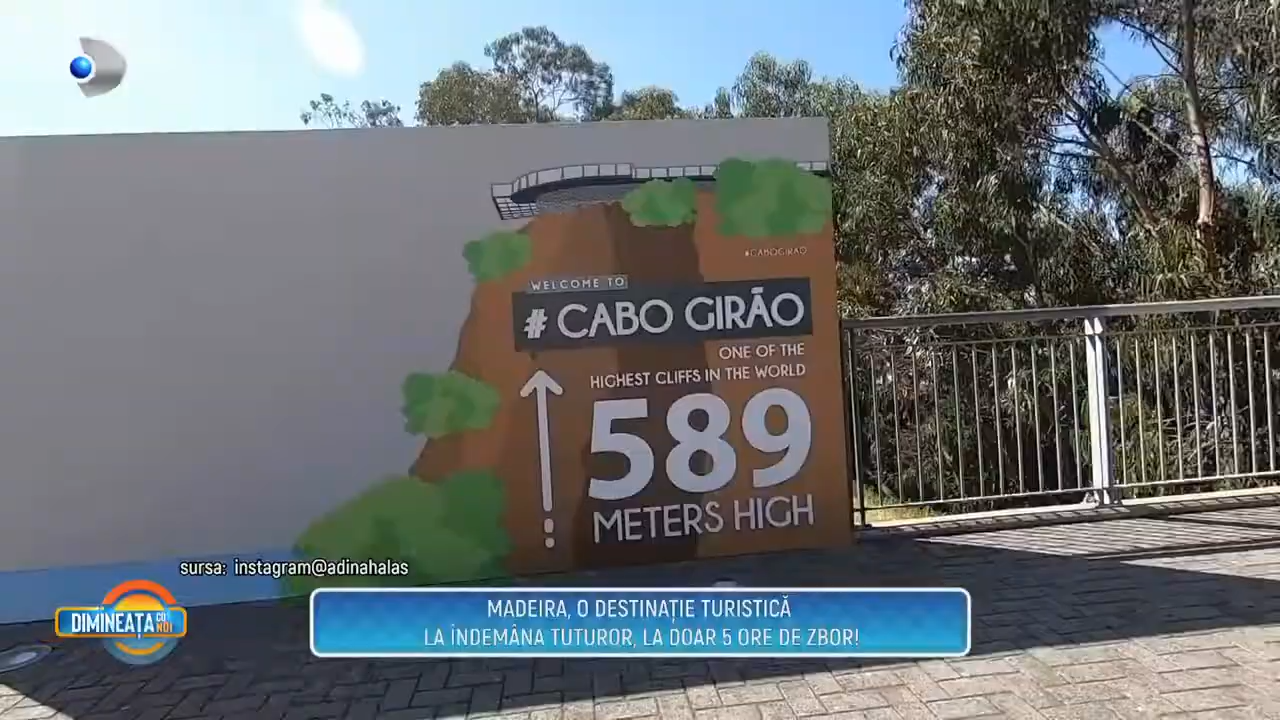 #CABOGIRAO
WELCOME TO
# CABO GIRÃO
ONE OF THE
HIGHEST CLIFFS IN THE WORLD
589
METERS HIGH
sursa: instagram@adinahalas
DIMINEAȚA CU
NOI
MADEIRA, O DESTINAȚIE TURISTICĂ
LA ÎNDEMÂNA TUTUROR, LA DOAR 5 ORE DE ZBOR!